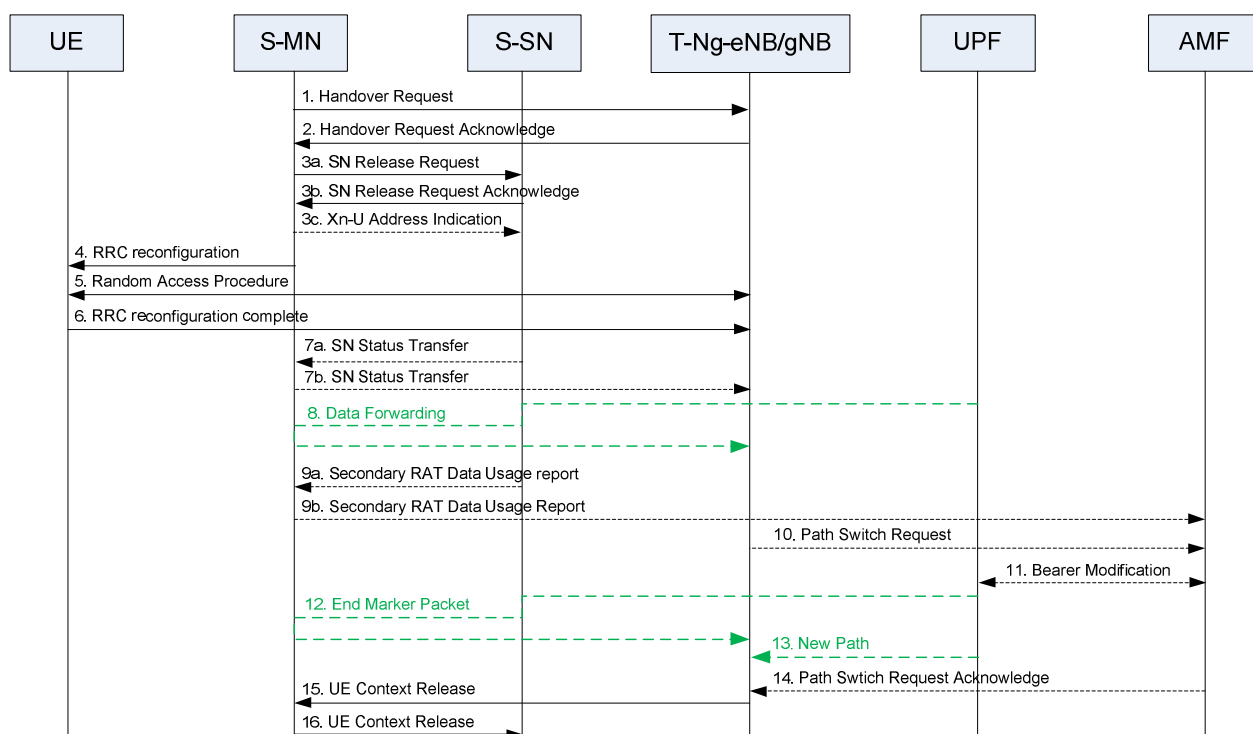 UE
S-MN
S-SN
T-Ng-eNB/gNB
UPF
AMF
1. Handover Request
2. Handover Request Acknowledge
3a. SN Release Request
3b. SN Release Request Acknowledge
3c. Xn-U Address Indication
4. RRC reconfiguration
5. Random Access Procedure
6. RRC reconfiguration complete
7a. SN Status Transfer
7b. SN Status Transfer
8. Data Forwarding
9a. Secondary RAT Data Usage report
9b. Secondary RAT Data Usage Report
10. Path Switch Request
11. Bearer Modification
12. End Marker Packet
13. New Path
14. Path Swtich Request Acknowledge
15. UE Context Release
16. UE Context Release